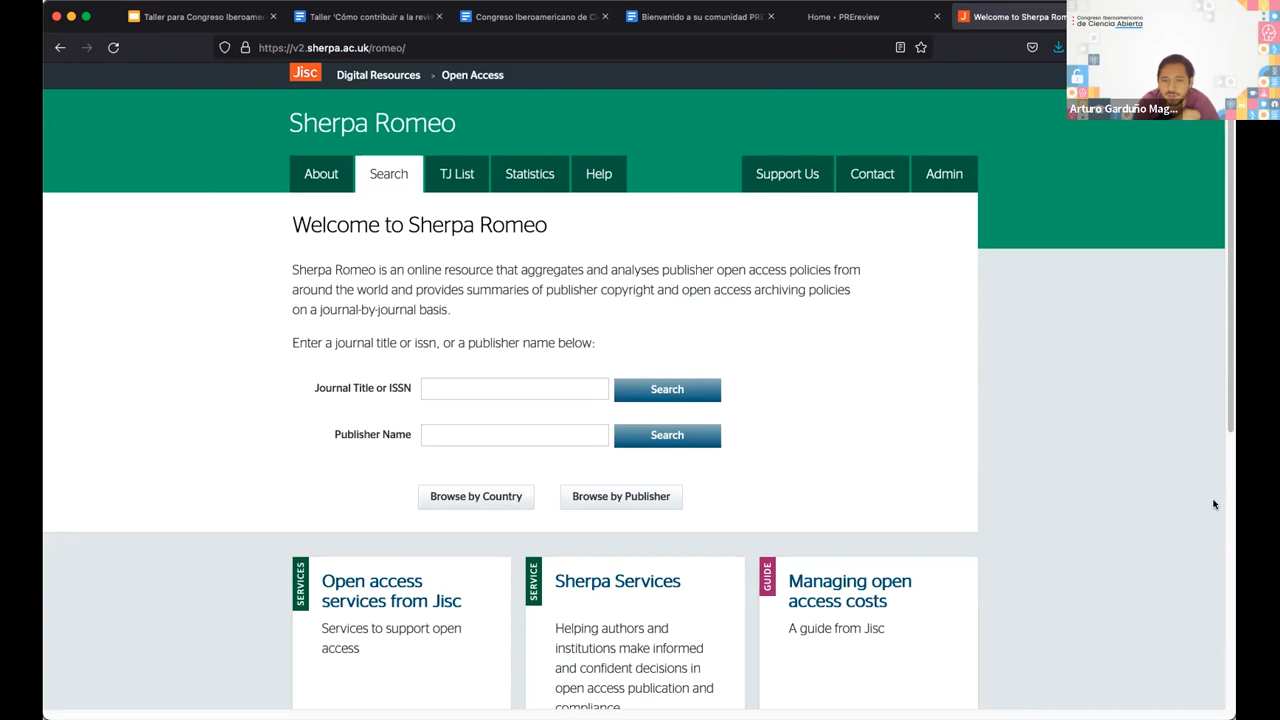 Taller para Congreso Iberoamer
Taller 'Cómo contribuir a la revis
Congreso Iberoamericano de Ci
Bienvenido a su comunidad PRE
Home • PREreview
Welcome to Sherpa Rom
https://v2.sherpa.ac.uk/romeo/
Congreso Iberoamericano
de Ciencia Abierta
Arturo Garduño Mag...
Jisc
Digital Resources > Open Access
Sherpa Romeo
About
Search
TJ List
Statistics
Help
Support Us
Contact
Admin
Welcome to Sherpa Romeo
Sherpa Romeo is an online resource that aggregates and analyses publisher open access policies from
around the world and provides summaries of publisher copyright and open access archiving policies
on a journal-by-journal basis.
Enter a journal title or issn, or a publisher name below:
Journal Title or ISSN
Search
Publisher Name
Search
Browse by Country
Browse by Publisher
SERVICES
Open access
services from Jisc
Services to support open
access
SERVICE
Sherpa Services
Helping authors and
institutions make informed
and confident decisions in
open access publication and
compliance
GUIDE
Managing open
access costs
A guide from Jisc